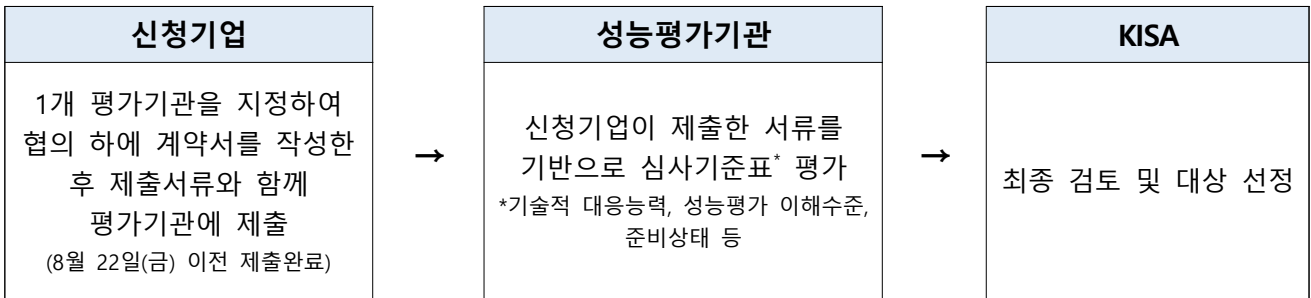 신청기업
1개 평가기관을 지정하여
협의 하에 계약서를 작성한
후 제출서류와 함께
평가기관에 제출
(8월 22일(금) 이전 제출완료)
→
성능평가기관
신청기업이 제출한 서류를
기반으로 심사기준표* 평가
*기술적 대응능력, 성능평가 이해수준,
준비상태 등
→
KISA
최종 검토 및 대상 선정